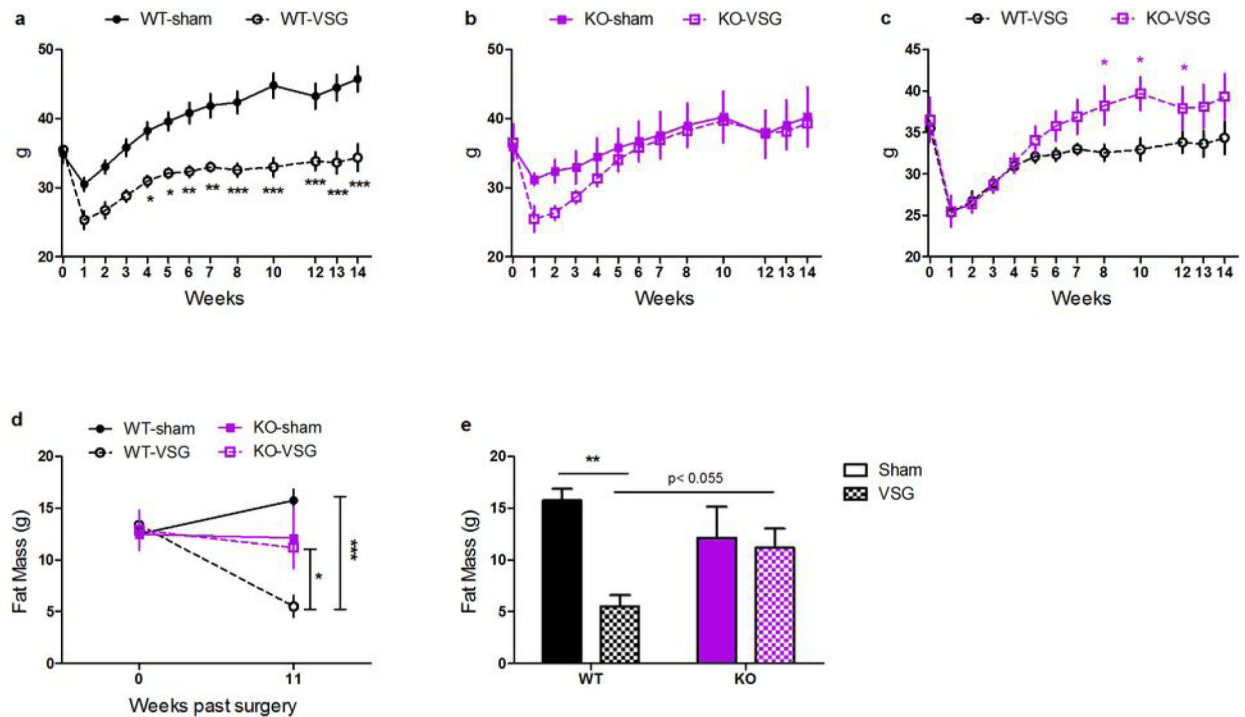 a
WT-sham WT-VSG
50
40
30
20
g
* * ** ** *** *** *** *** ***
0 1 2 3 4 5 6 7 8 10 12 13 14
Weeks
b
KO-sham KO-VSG
50
40
30
20
g
0 1 2 3 4 5 6 7 8 10 12 13 14
Weeks
c
WT-VSG KO-VSG
45
40
35
30
25
20
g
* * *
0 1 2 3 4 5 6 7 8 10 12 13 14
Weeks
d
WT-sham KO-sham
WT-VSG KO-VSG
20
15
10
5
0
Fat Mass (g)
* ***
0 11
Weeks past surgery
e
20
15
10
5
0
Fat Mass (g)
**
p< 0.055
WT KO
Sham
VSG